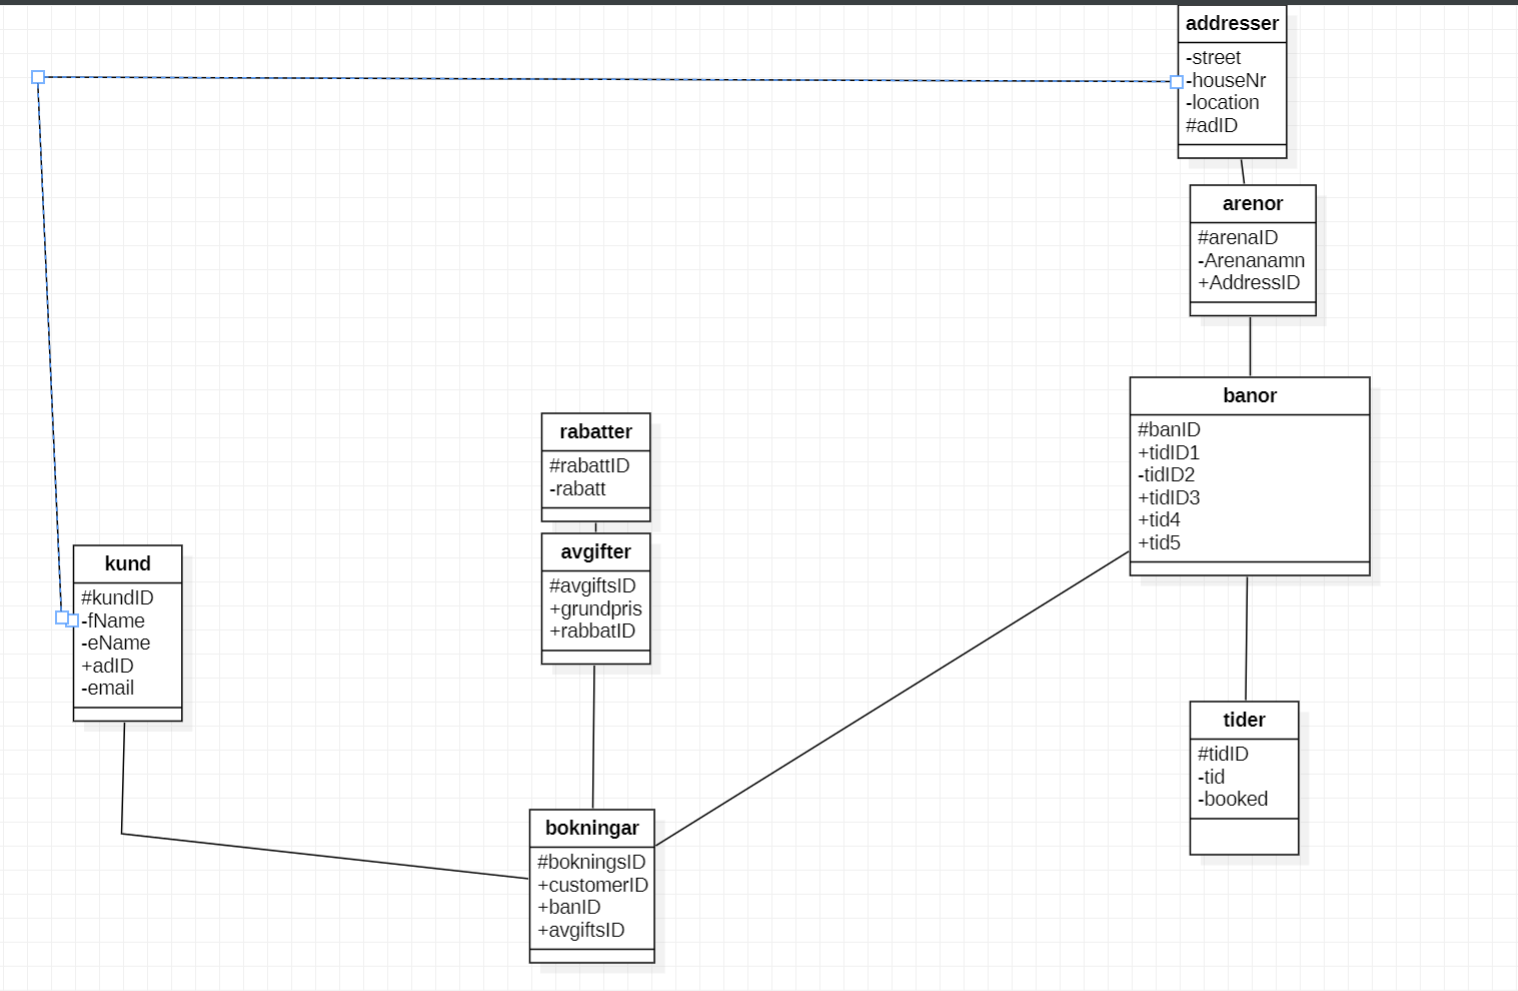 addresser
-street
-houseNr
-location
#adID
arenor
#arenaID
-Arenanamn
+AddressID
banor
#banID
+tidID1
-tidID2
+tidID3
+tid4
+tid5
rabatter
#rabattID
-rabatt
avgifter
#avgiftsID
+grundpris
+rabbatID
kund
#kundID
-fName
-eName
+adID
-email
tider
#tidID
-tid
-booked
bokningar
#bokningsID
+customerID
+banID
+avgiftsID